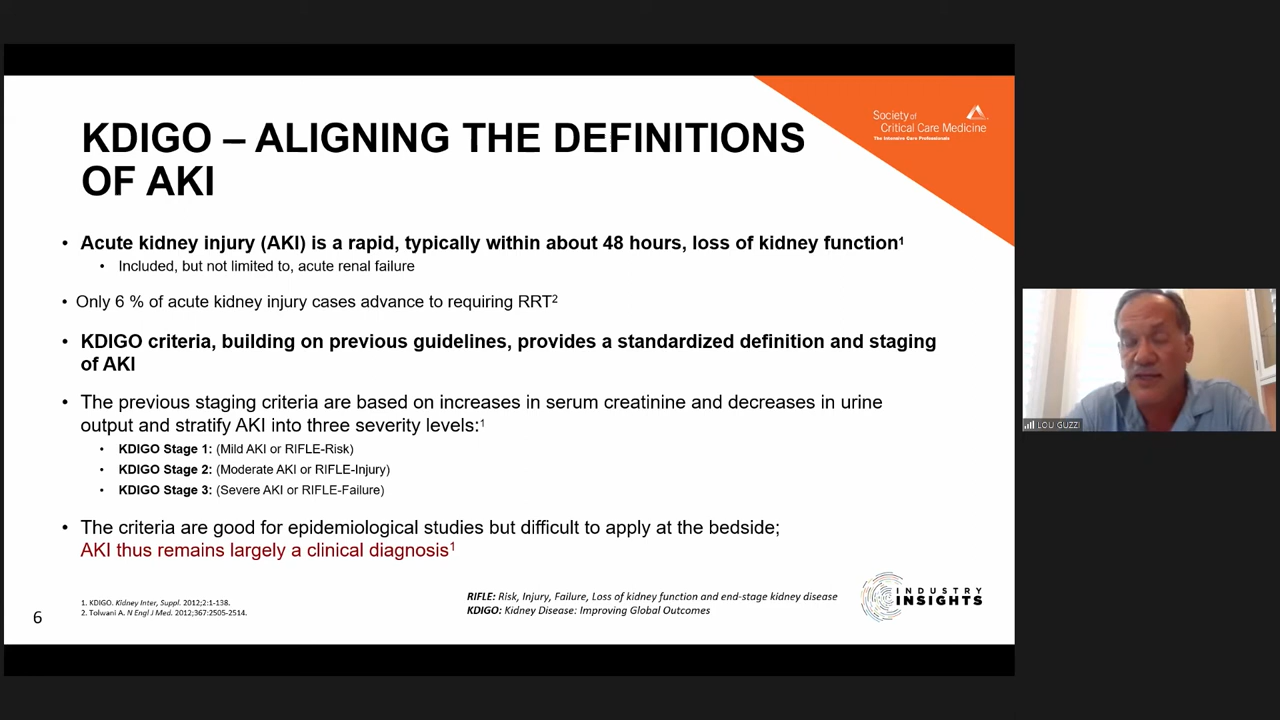 Society of
Critical Care Medicine
The Intensive Care Professionals
KDIGO – ALIGNING THE DEFINITIONS
OF AKI
• Acute kidney injury (AKI) is a rapid, typically within about 48 hours, loss of kidney function¹
• Included, but not limited to, acute renal failure
• Only 6 % of acute kidney injury cases advance to requiring RRT²
• KDIGO criteria, building on previous guidelines, provides a standardized definition and staging
of AKI
• The previous staging criteria are based on increases in serum creatinine and decreases in urine
output and stratify AKI into three severity levels:¹
• KDIGO Stage 1: (Mild AKI or RIFLE-Risk)
• KDIGO Stage 2: (Moderate AKI or RIFLE-Injury)
• KDIGO Stage 3: (Severe AKI or RIFLE-Failure)
• The criteria are good for epidemiological studies but difficult to apply at the bedside;
AKI thus remains largely a clinical diagnosis¹
1. KDIGO. Kidney Inter, Suppl. 2012;2:1-138.
2. Tolwani A. N Engl J Med. 2012;367:2505-2514.
RIFLE: Risk, Injury, Failure, Loss of kidney function and end-stage kidney disease
KDIGO: Kidney Disease: Improving Global Outcomes
INDUSTRY
INSIGHTS
6
LOU GUZZI